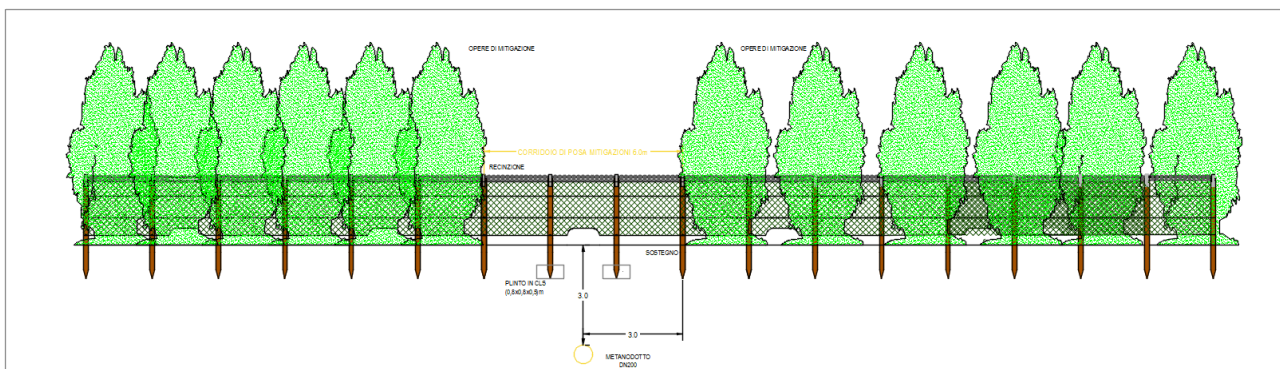 OPERE DI MITIGAZIONE
OPERE DI MITIGAZIONE
CORRIDOIO DI POSA MITIGAZIONI 6.0m
RECINZIONE
SOSTEGNO
PLINTO IN CLS
(0,8x0,8x0,5)m
3.0
3.0
METANODOTTO
DN200